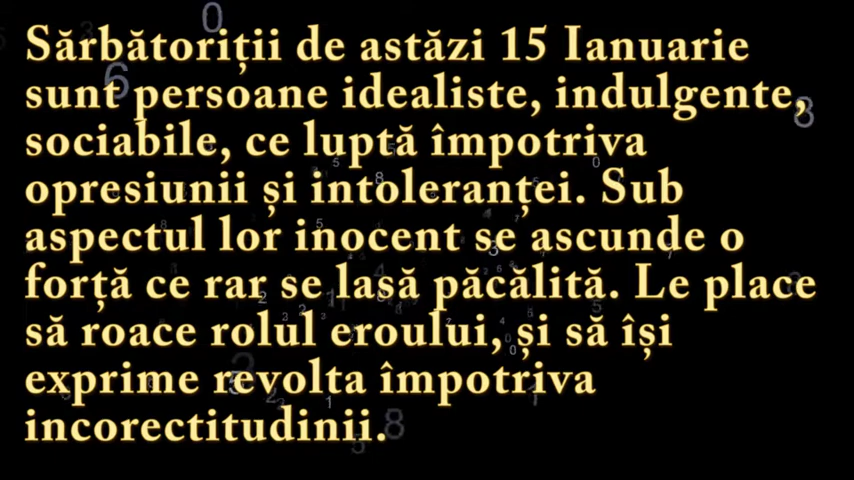 Sărbătoriții de astăzi 15 Ianuarie
sunt persoane idealiste, indulgente,
sociabile, ce luptă împotriva
opresiunii și intoleranței. Sub
aspectul lor inocent se ascunde o
forță ce rar se lasă păcălită. Le place
să roace rolul eroului, și să își
exprime revolta împotriva
incorectitudinii.